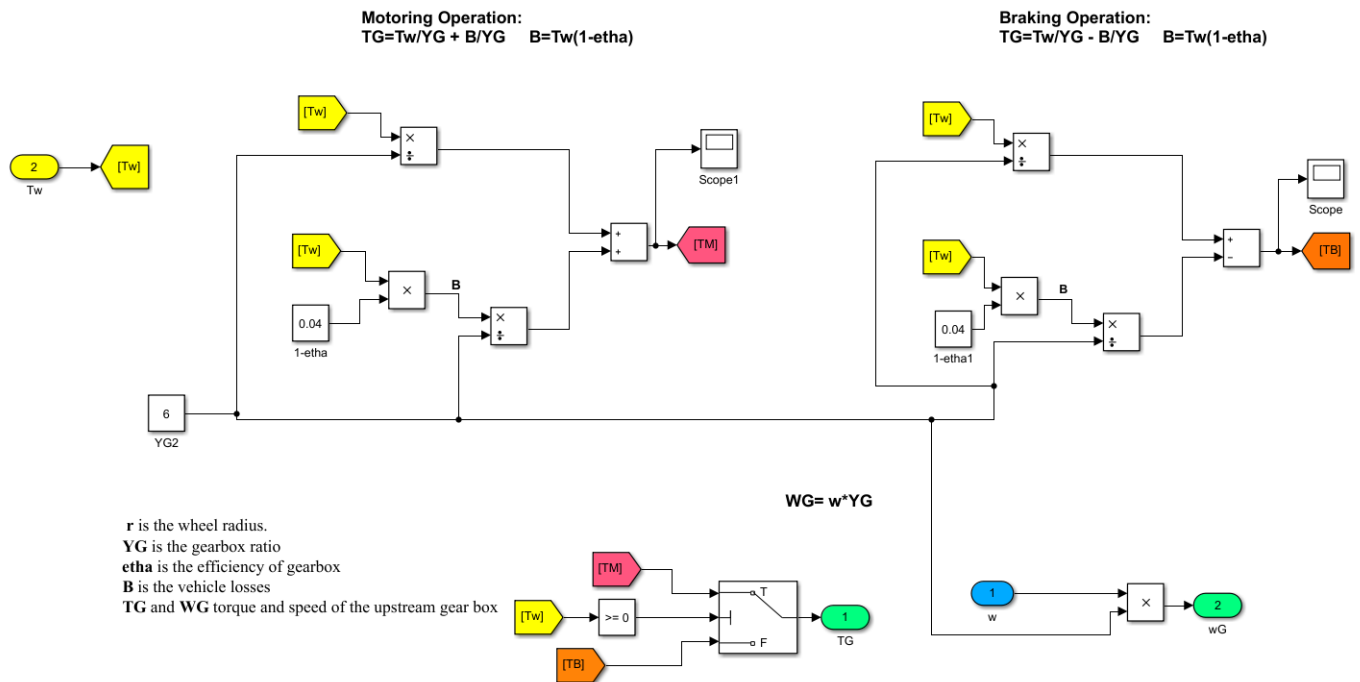 Motoring Operation:
TG=Tw/YG + B/YG B=Tw(1-etha)
Braking Operation:
TG=Tw/YG - B/YG B=Tw(1-etha)
[Tw]
×
÷
[Tw]
×
÷
2
Tw
[Tw]
Scope1
Scope
[Tw]
+
+
[TM]
[Tw]
+
−
[TB]
×
B
×
B
0.04
1-etha
×
÷
0.04
1-etha1
×
÷
6
YG2
WG= w*YG
r is the wheel radius.
YG is the gearbox ratio
etha is the efficiency of gearbox
B is the vehicle losses
TG and WG torque and speed of the upstream gear box
[TM]
T
[Tw]
>= 0
1
TG
F
[TB]
1
w
×
2
wG